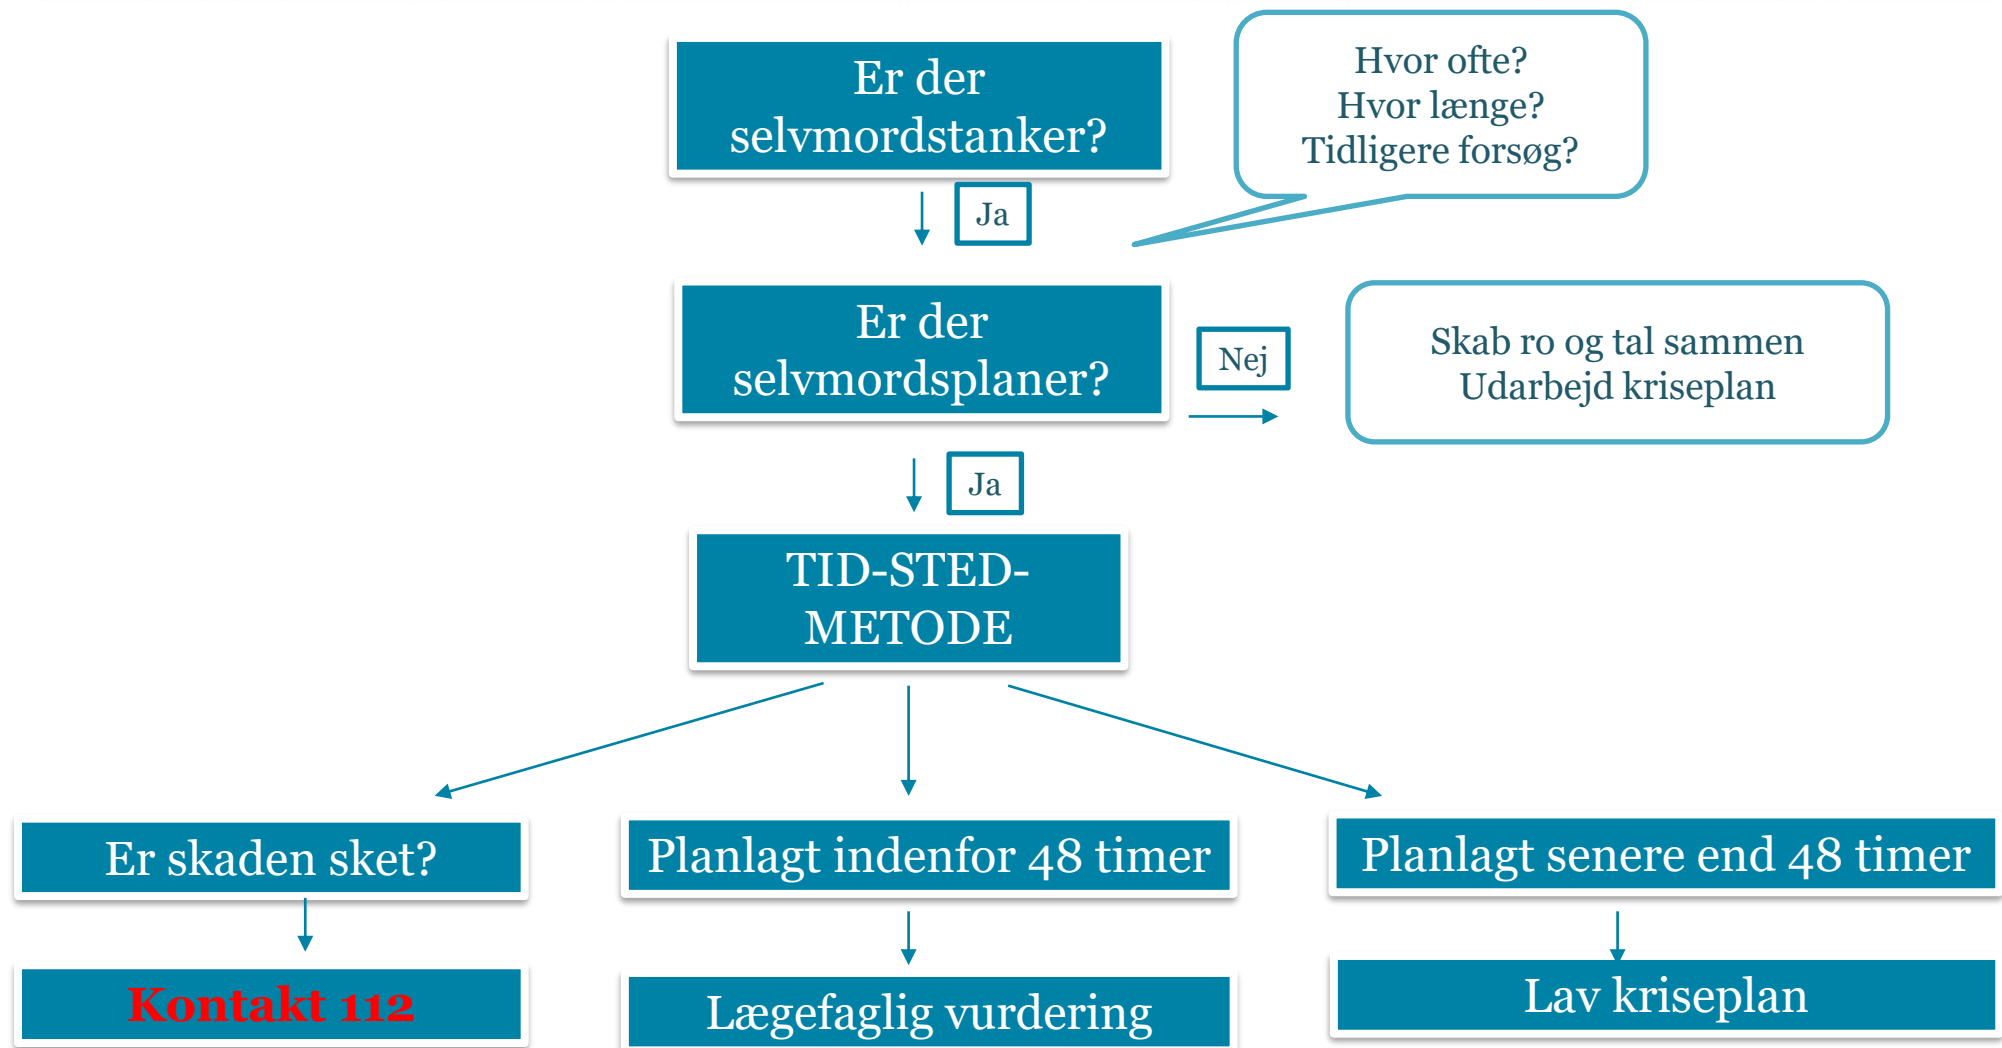 Er der
selvmordstanker?
Hvor ofte?
Hvor længe?
Tidligere forsøg?
Ja
Er der
selvmordsplaner?
Nej
Skab ro og tal sammen
Udarbejd kriseplan
Ja
TID-STED-
METODE
Er skaden sket?
Planlagt indenfor 48 timer
Planlagt senere end 48 timer
Kontakt 112
Lægefaglig vurdering
Lav kriseplan